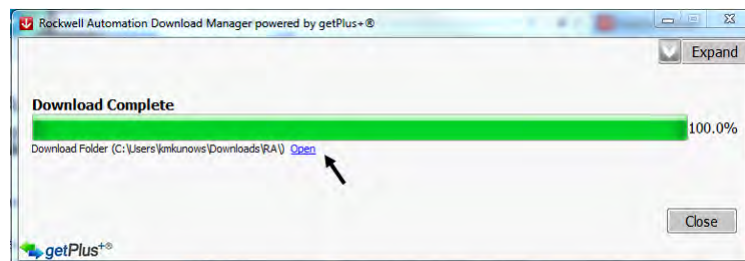 Rockwell Automation Download Manager powered by getPlus+®
Expand
Download Complete
100.0%
Download Folder (C:\Users\kmkunows\Downloads\RA\) Open
Close
getPlus+®